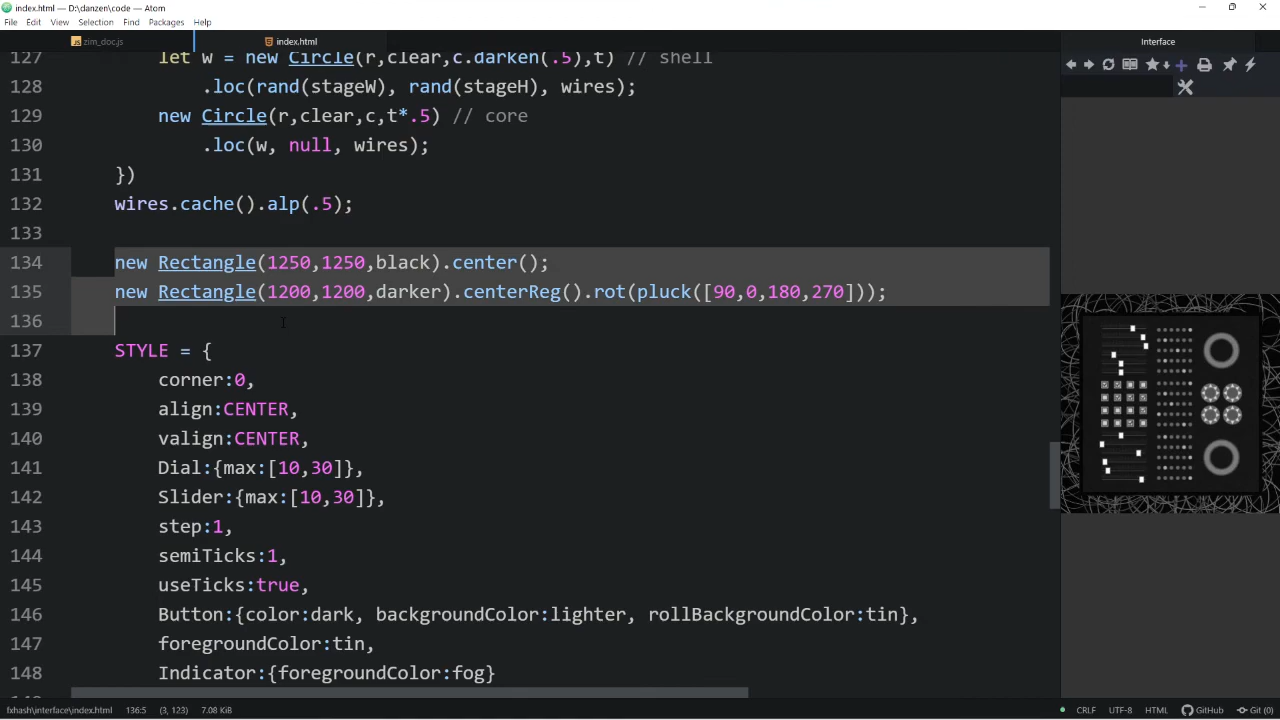 index.html — D:\danzen\code — Atom
File Edit View Selection Find Packages Help
zim_doc.js
index.html
Interface
127 let w = new Circle(r,clear,c.darken(.5),t) // shell
128 .loc(rand(stageW), rand(stageH), wires);
129 new Circle(r,clear,c,t*.5) // core
130 .loc(w, null, wires);
131 })
132 wires.cache().alp(.5);
133
134 new Rectangle(1250,1250,black).center();
135 new Rectangle(1200,1200,darker).centerReg().rot(pluck([90,0,180,270]));
136
137 STYLE = {
138 corner:0,
139 align:CENTER,
140 valign:CENTER,
141 Dial:{max:[10,30]},
142 Slider:{max:[10,30]},
143 step:1,
144 semiTicks:1,
145 useTicks:true,
146 Button:{color:dark, backgroundColor:lighter, rollBackgroundColor:tin},
147 foregroundColor:tin,
148 Indicator:{foregroundColor:fog}
fxhash\interface\index.html 136:5 (3, 123) 7.08 KiB CRLF UTF-8 HTML GitHub Git (0)